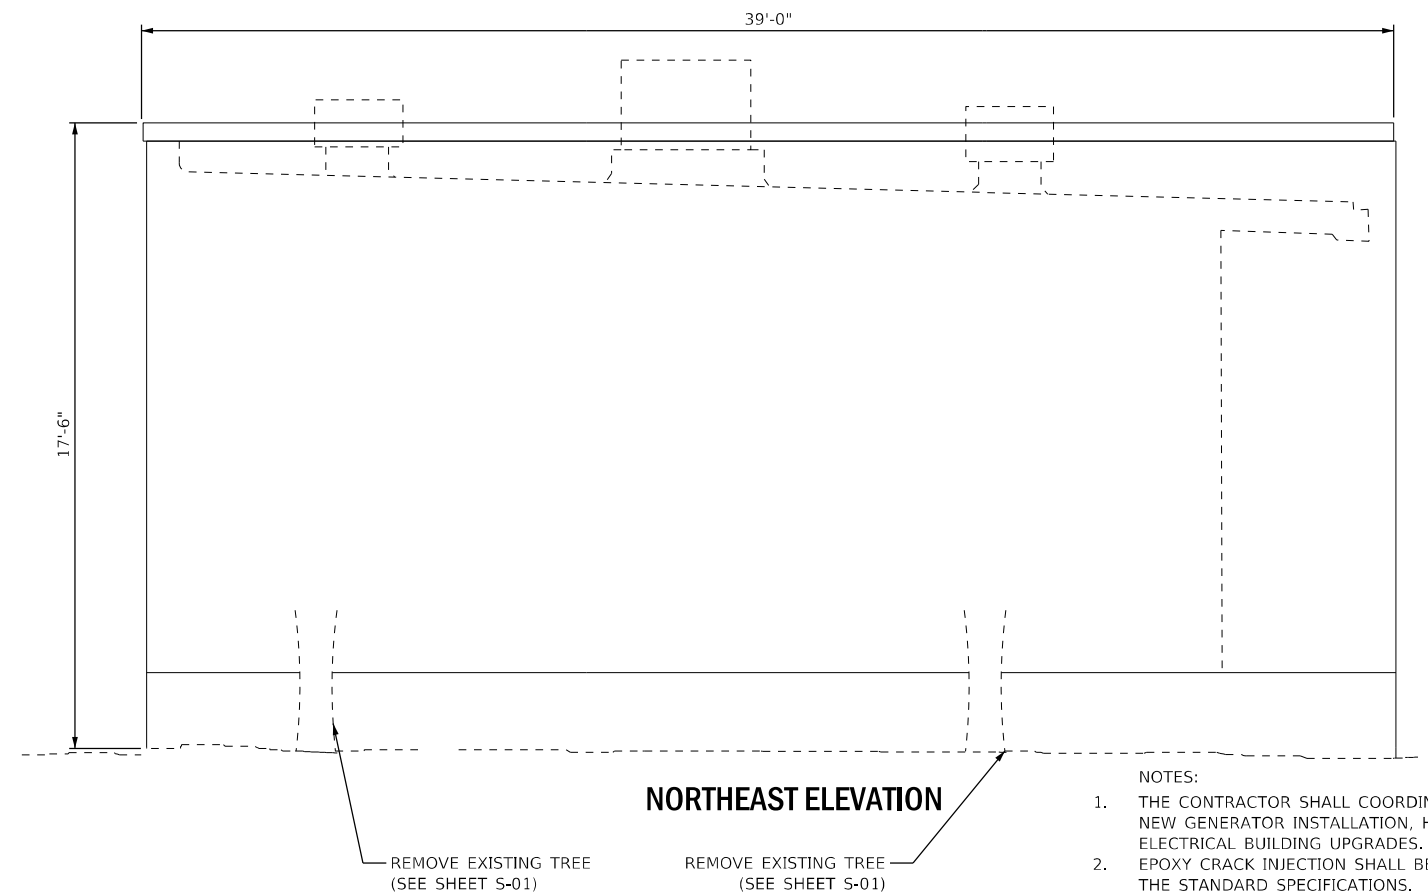 39'-0"
17'-6"
NORTHEAST ELEVATION
REMOVE EXISTING TREE
(SEE SHEET S-01)
REMOVE EXISTING TREE
(SEE SHEET S-01)
NOTES:
1. THE CONTRACTOR SHALL
NEW GENERATOR INSTALLATION,
ELECTRICAL BUILDING UPGRADES.
2. EPOXY CRACK INJECTION SHALL BE
THE STANDARD SPECIFICATIONS.